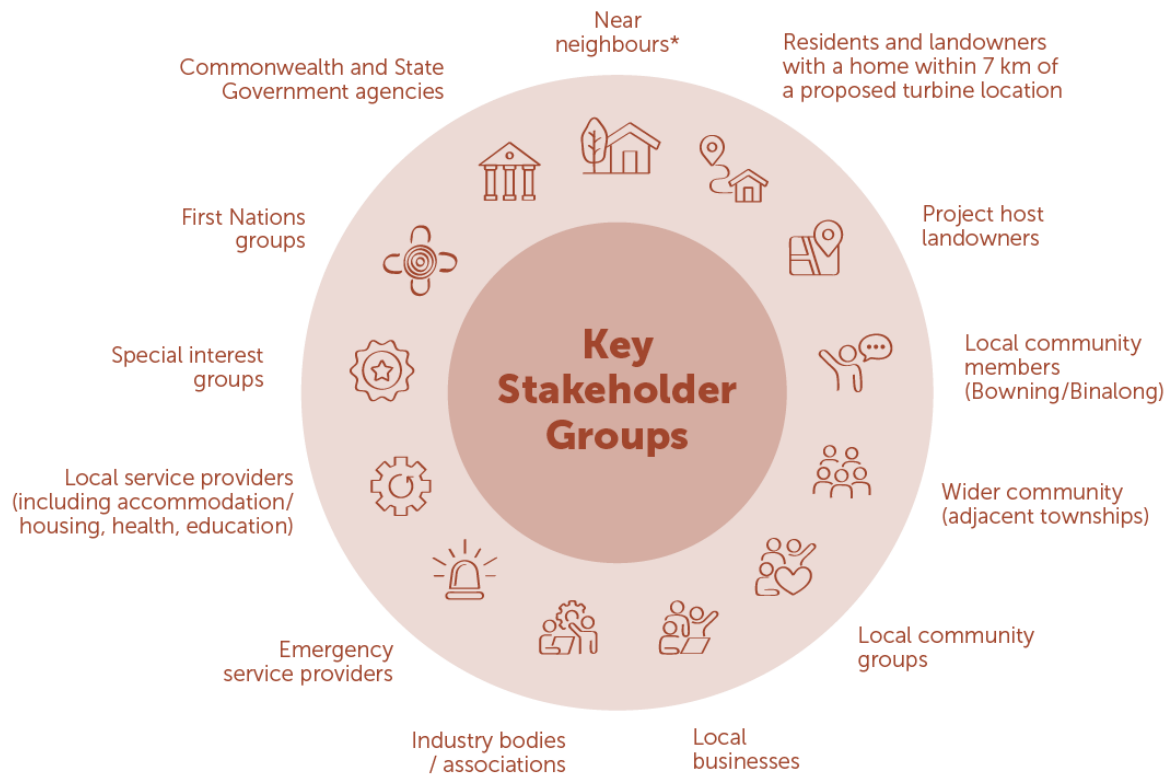 Near
neighbours*
Residents and landowners
with a home within 7 km of
a proposed turbine location
Project host
landowners
Local community
members
(Bowning/Binalong)
Wider community
(adjacent townships)
Local community
groups
Local
businesses
Industry bodies
/ associations
Emergency
service providers
Local service providers
(including accommodation/
housing, health, education)
Special interest
groups
First Nations
groups
Commonwealth and State
Government agencies
Key
Stakeholder
Groups